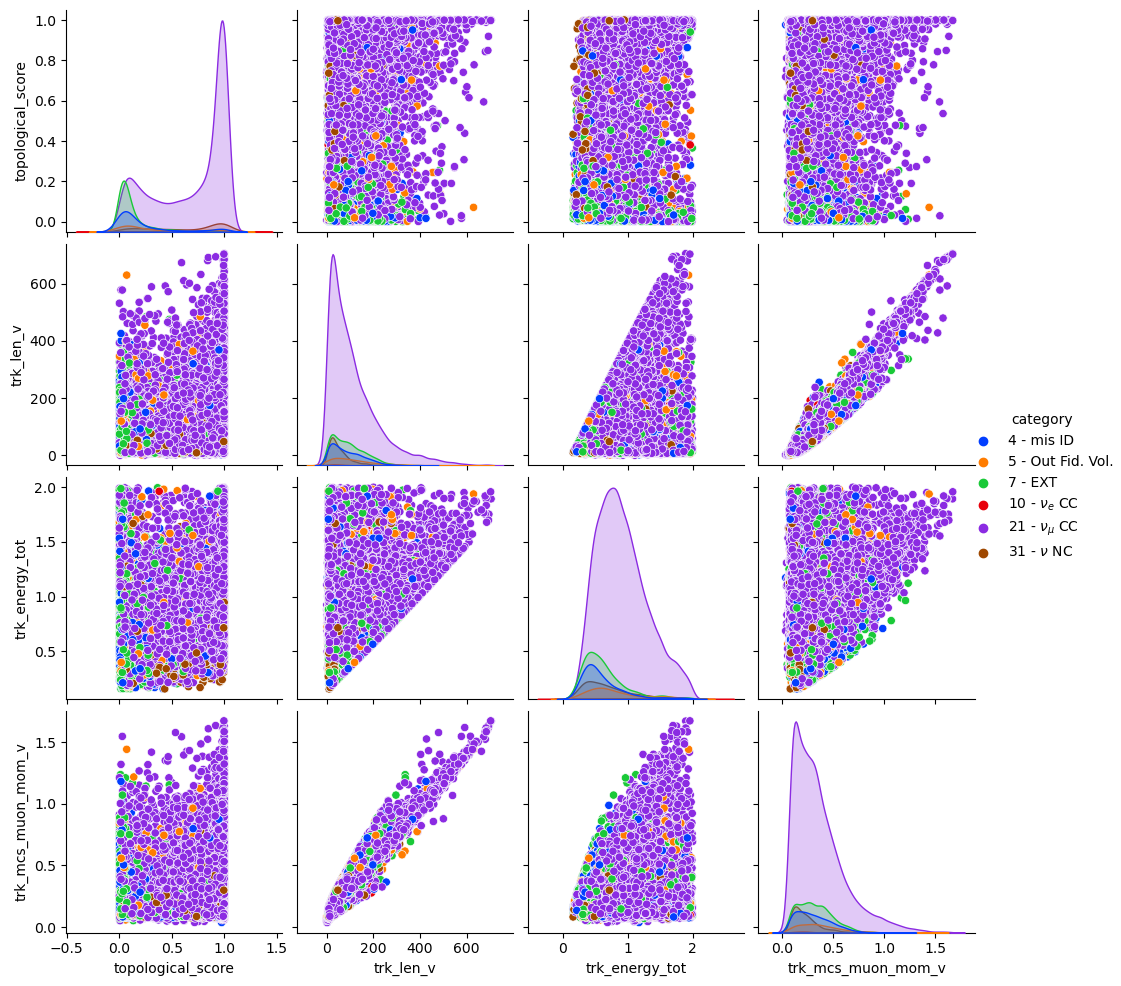 1.0
0.8
0.6
0.4
0.2
0.0
topological_score
600
400
200
0
trk_len_v
2.0
1.5
1.0
0.5
trk_energy_tot
1.5
1.0
0.5
0.0
trk_mcs_muon_mom_v
−0.5 0.0 0.5 1.0 1.5
topological_score
0 200 400 600
trk_len_v
0 1 2
trk_energy_tot
0.0 0.5 1.0 1.5
trk_mcs_muon_mom_v
category
4 - mis ID
5 - Out Fid. Vol.
7 - EXT
10 - νe CC
21 - νμ CC
31 - ν NC